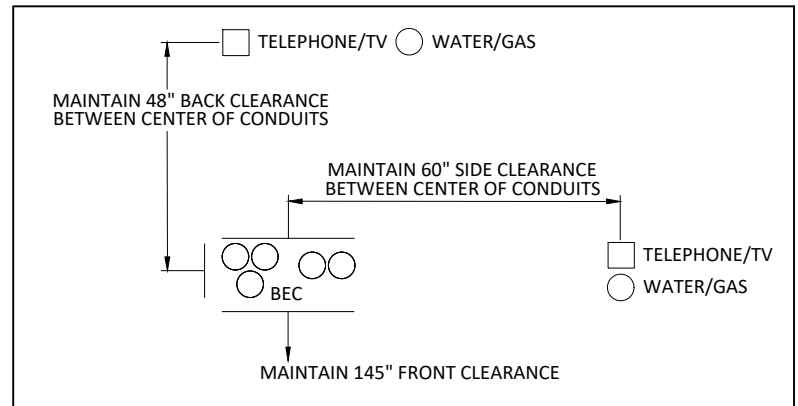 TELEPHONE/TV WATER/GAS
MAINTAIN 48" BACK CLEARANCE
BETWEEN CENTER OF CONDUITS
MAINTAIN 60" SIDE CLEARANCE
BETWEEN CENTER OF CONDUITS
TELEPHONE/TV
WATER/GAS
BEC
MAINTAIN 145" FRONT CLEARANCE